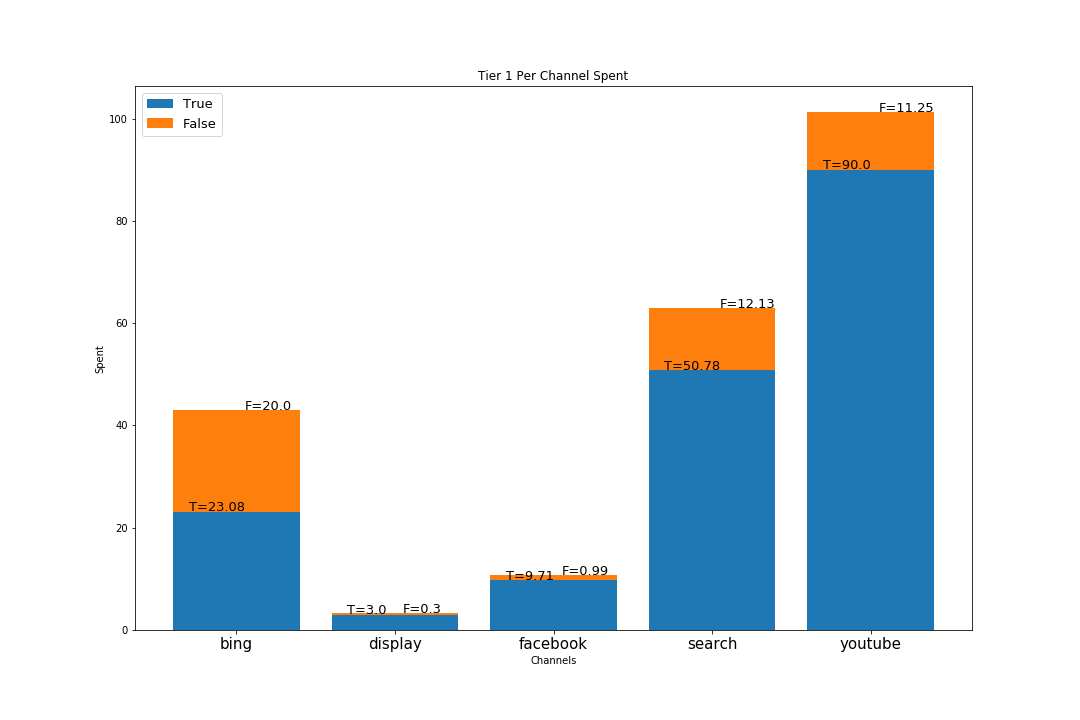 Tier 1 Per Channel Spent
True
False
100
80
60
40
20
0
Spent
F=11.25
T=90.0
F=12.13
T=50.78
F=20.0
T=23.08
T=9.71
F=0.99
T=3.0
F=0.3
bing display facebook search youtube
Channels